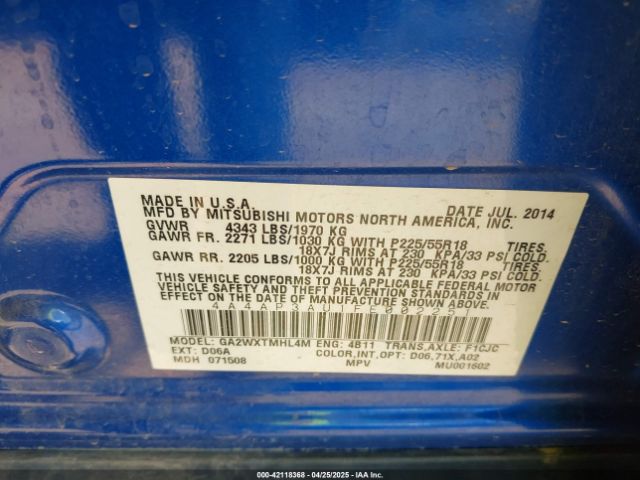 MADE IN U.S.A. DATE JUL. 2014
MFD BY MITSUBISHI MOTORS NORTH AMERICA, INC.
GVWR 4343 LBS/1970 KG
GAWR FR. 2271 LBS/1030 KG WITH P225/55R18 TIRES.
18X7J RIMS AT 230 KPA/33 PSI COLD.
GAWR RR. 2205 LBS/1000 KG WITH P225/55R18 TIRES.
18X7J RIMS AT 230 KPA/33 PSI COLD.
THIS VEHICLE CONFORMS TO ALL APPLICABLE FEDERAL MOTOR
VEHICLE SAFETY AND THEFT PREVENTION STANDARDS IN
EFFECT ON THE DATE OF MANUFACTURE SHOWN ABOVE.
4A4AP3AU1FE002251
MODEL: GA2WXTMHL4M ENG: 4B11 TRANS,AXLE: F1CJC
EXT: D06A COLOR,INT,OPT: D06,71X,A02
MDH 071508 MPV MU001602
000-42118368 - 04/25/2025 - IAA Inc.